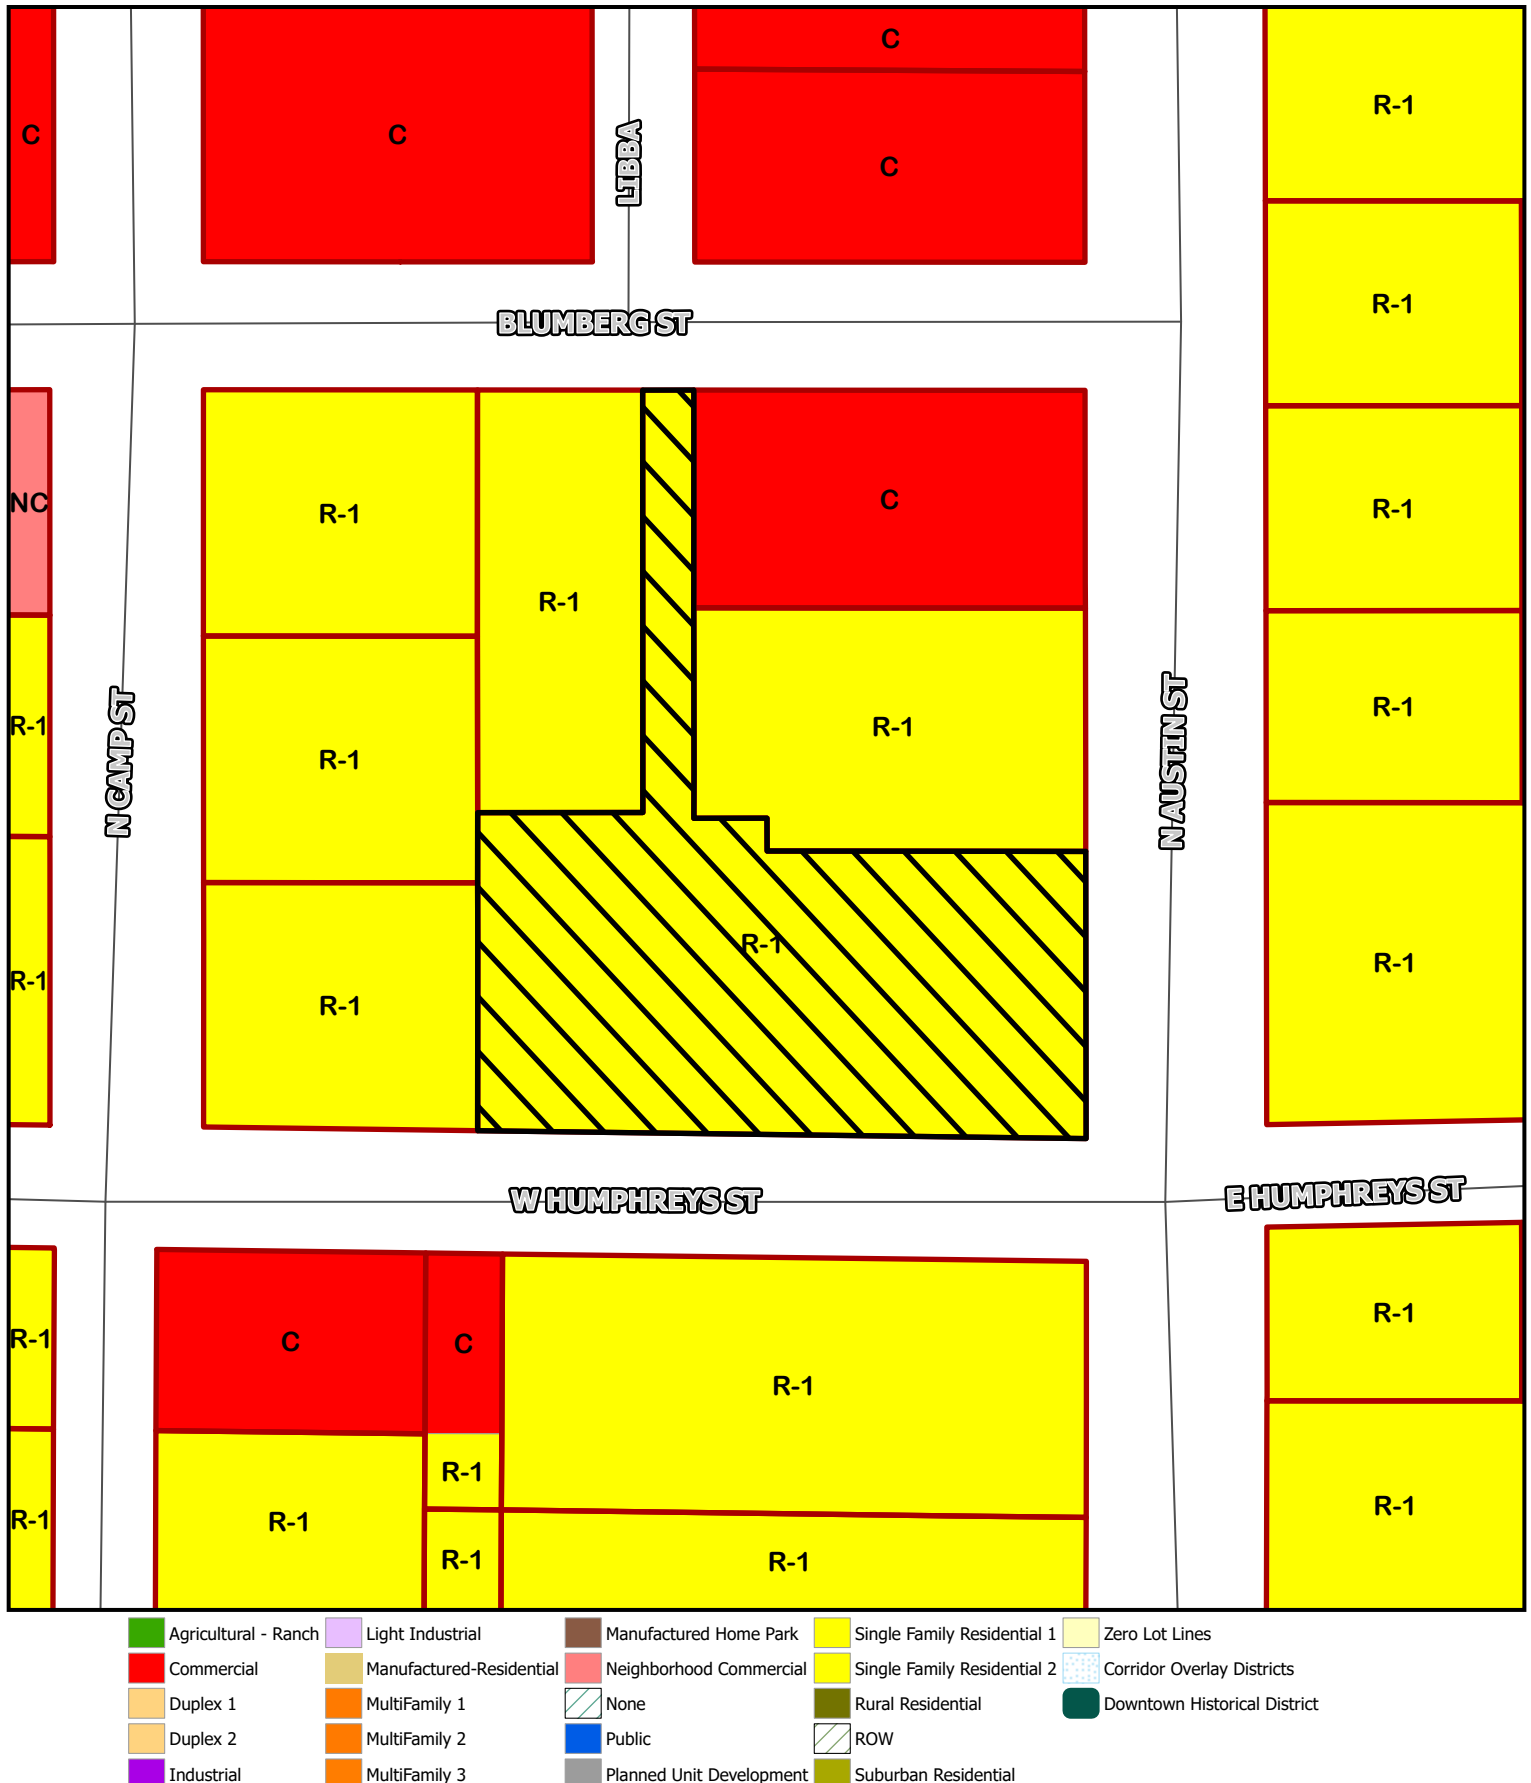 C
C
C
R-1
C
LIBBA
C
R-1
BLUMBERG ST
NC
R-1
R-1
C
R-1
R-1
R-1
R-1
R-1
R-1
N CAMP ST
N AUSTIN ST
R-1
R-1
R-1
R-1
R-1
W HUMPHREYS ST
E HUMPHREYS ST
R-1
C
C
R-1
R-1
R-1
R-1
R-1
R-1
R-1
R-1
Agricultural - Ranch
Light Industrial
Manufactured Home Park
Single Family Residential 1
Zero Lot Lines
Commercial
Manufactured-Residential
Neighborhood Commercial
Single Family Residential 2
Corridor Overlay Districts
Duplex 1
MultiFamily 1
None
Rural Residential
Downtown Historical District
Duplex 2
MultiFamily 2
Public
ROW
Industrial
MultiFamily 3
Planned Unit Development
Suburban Residential